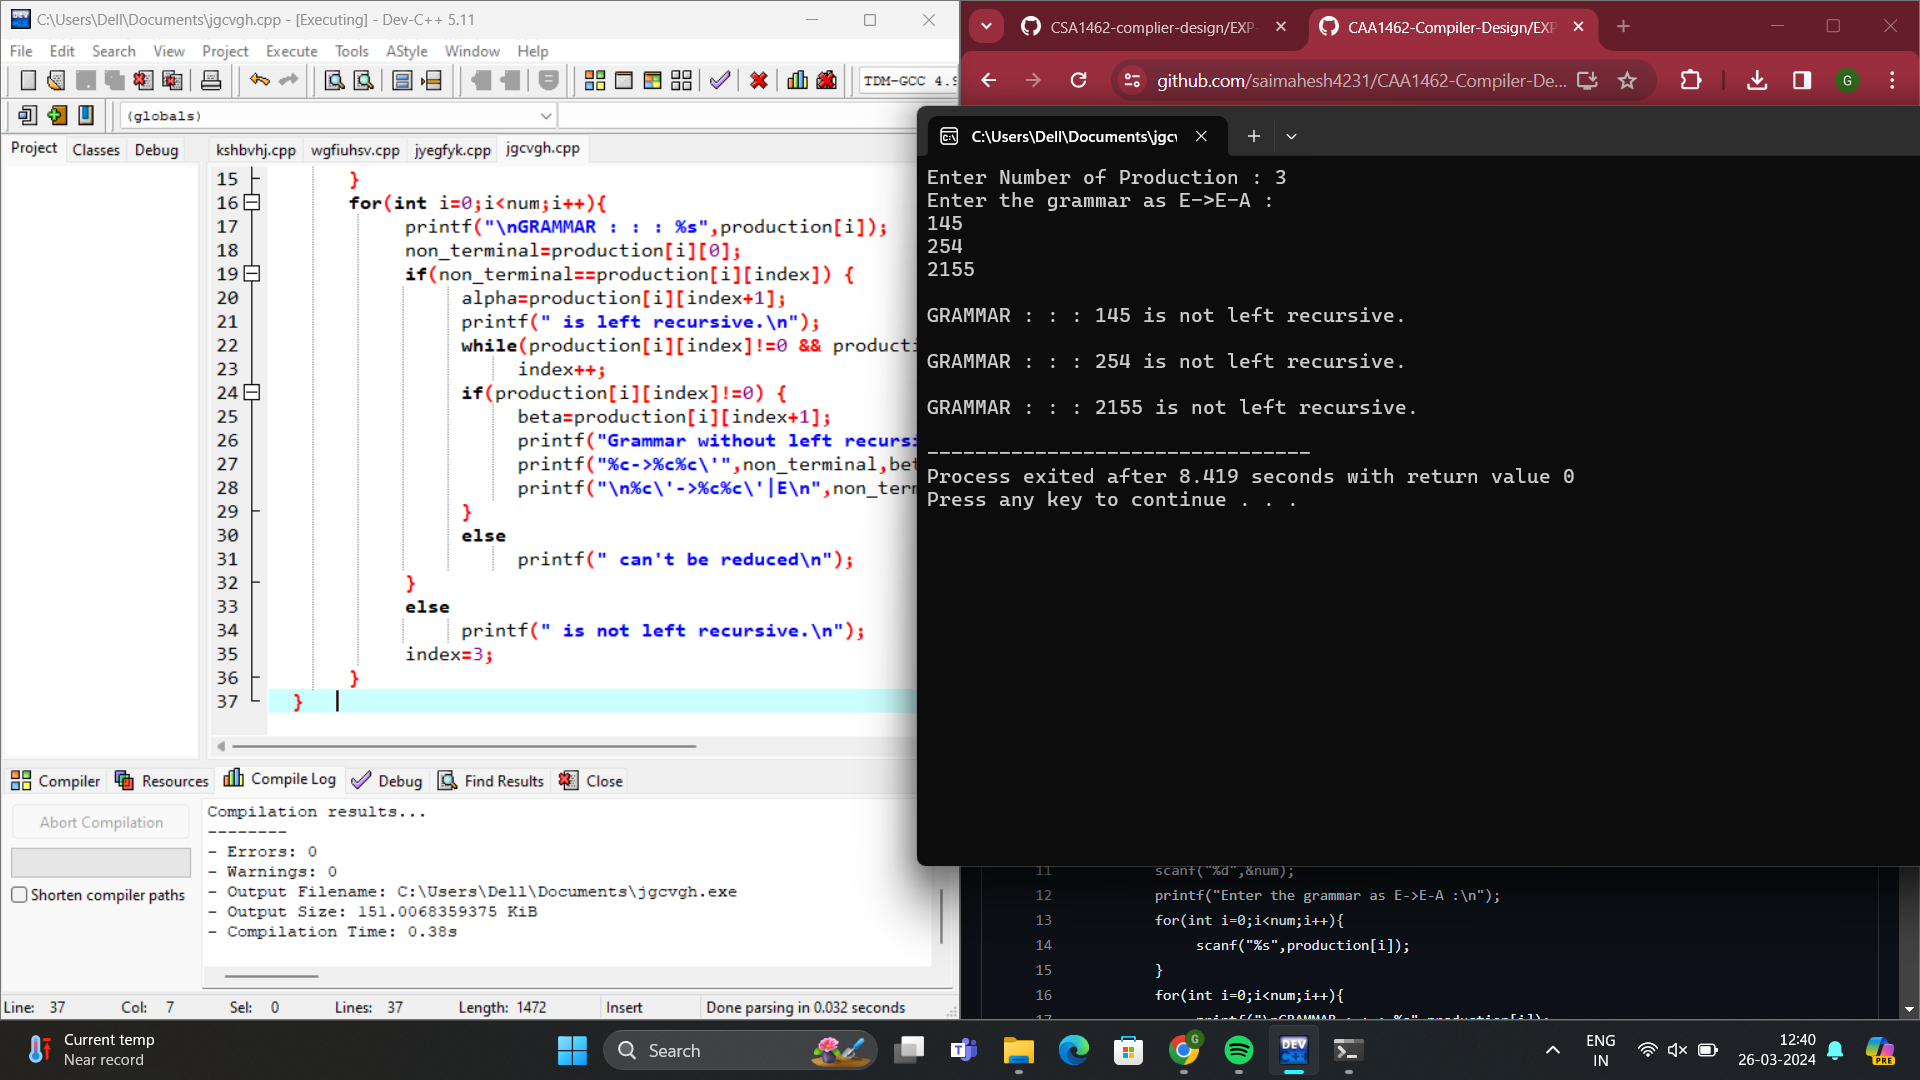 C:\Users\Dell\Documents\jgcvgh.cpp - [Executing] - Dev-C++ 5.11
File Edit Search View Project Execute Tools AStyle Window Help
TDM-GCC 4.9
(globals)
Project Classes Debug
kshbvhj.cpp wgfiuhsv.cpp jyegfyk.cpp jgcvgh.cpp
15 }
16 for(int i=0;i<num;i++){
17 printf("\nGRAMMAR : : : %s",production[i]);
18 non_terminal=production[i][0];
19 if(non_terminal==production[i][index]) {
20 alpha=production[i][index+1];
21 printf(" is left recursive.\n");
22 while(production[i][index]!=0 && producti
23 index++;
24 if(production[i][index]!=0) {
25 beta=production[i][index+1];
26 printf("Grammar without left recursi
27 printf("%c->%c%c\'",non_terminal,bet
28 printf("\n%c\'->%c%c\'|E\n",non_term
29 }
30 else
31 printf(" can't be reduced\n");
32 }
33 else
34 printf(" is not left recursive.\n");
35 index=3;
36 }
37 }
Compiler Resources Compile Log Debug Find Results Close
Abort Compilation
Shorten compiler paths
Compilation results...
--------
- Errors: 0
- Warnings: 0
- Output Filename: C:\Users\Dell\Documents\jgcvgh.exe
- Output Size: 151.0068359375 KiB
- Compilation Time: 0.38s
Line: 37 Col: 7 Sel: 0 Lines: 37 Length: 1472 Insert Done parsing in 0.032 seconds
CSA1462-complier-design/EXP- CAA1462-Compiler-Design/EXP
github.com/saimahesh4231/CAA1462-Compiler-De...
G
C:\Users\Dell\Documents\jgcv
Enter Number of Production : 3
Enter the grammar as E->E-A :
145
254
2155
GRAMMAR : : : 145 is not left recursive.
GRAMMAR : : : 254 is not left recursive.
GRAMMAR : : : 2155 is not left recursive.
--------------------------------
Process exited after 8.419 seconds with return value 0
Press any key to continue . . .
11 scanf("%d",&num);
12 printf("Enter the grammar as E->E-A :\n");
13 for(int i=0;i<num;i++){
14 scanf("%s",production[i]);
15 }
16 for(int i=0;i<num;i++){
17 printf("\nGRAMMAR : : : %s",production[i]);
Current temp
Near record
Search
DEV
C++
G
ENG
IN
12:40
26-03-2024
PRE